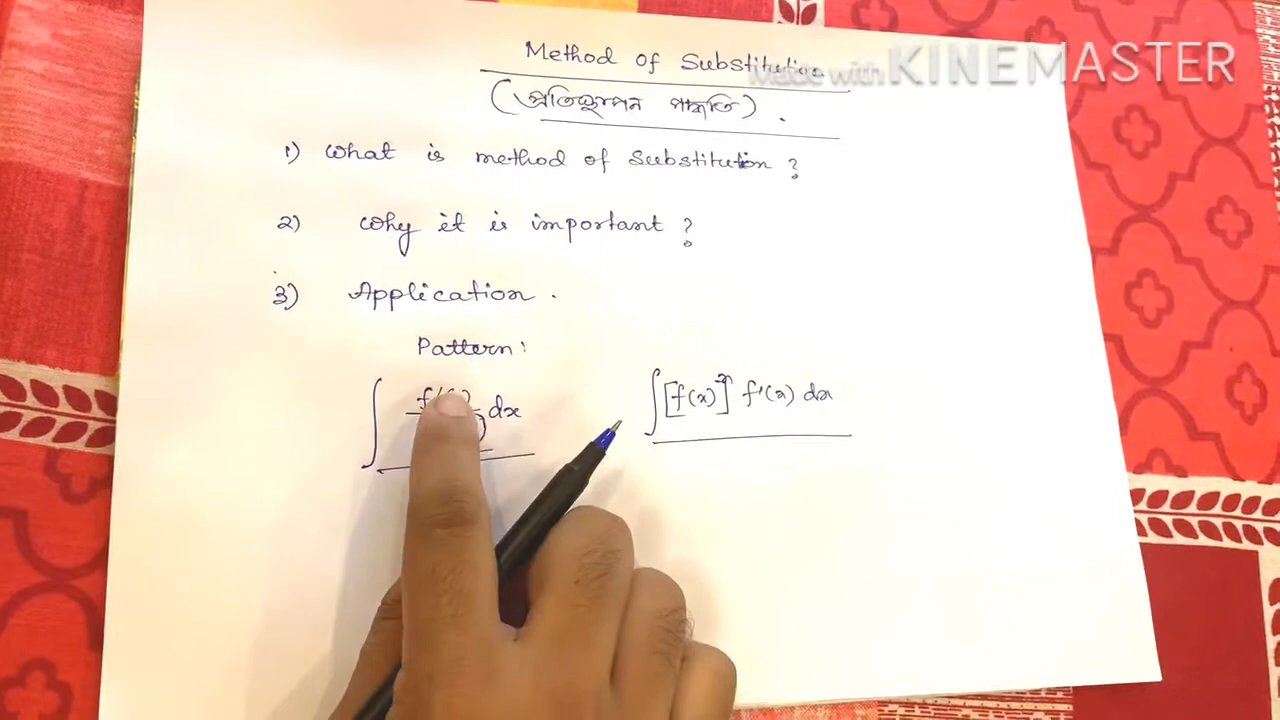 Method of Substitution
Made with KINEMASTER
(প্রতিস্থাপন পদ্ধতি).
1) What is method of Substitution?
2) Why it is important?
3) Application.
Pattern:
∫ f'( ) dx ∫[f(x)]ⁿ f'(x) dx